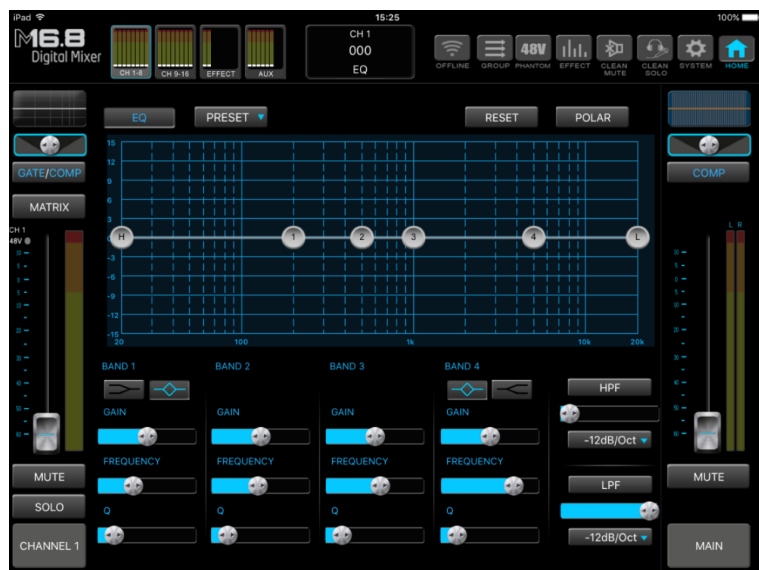 iPad 15:25 100%
M16.8
Digital Mixer
CH 1-8 CH 9-16 EFFECT AUX
CH 1
000
EQ
48V
OFFLINE GROUP PHANTOM EFFECT CLEAN MUTE CLEAN SOLO SYSTEM HOME
EQ PRESET RESET POLAR
GATE/COMP
COMP
MATRIX
CH 1
48V
L R
15
12
9
6
3
H 1 2 3 4 L
-3
-6
-9
-12
-15
20 100 1k 10k 20k
BAND 1 BAND 2 BAND 3 BAND 4
HPF
GAIN GAIN GAIN GAIN
-12dB/Oct
FREQUENCY FREQUENCY FREQUENCY FREQUENCY
LPF
Q Q Q Q
-12dB/Oct
MUTE
SOLO
CHANNEL 1
MUTE
MAIN